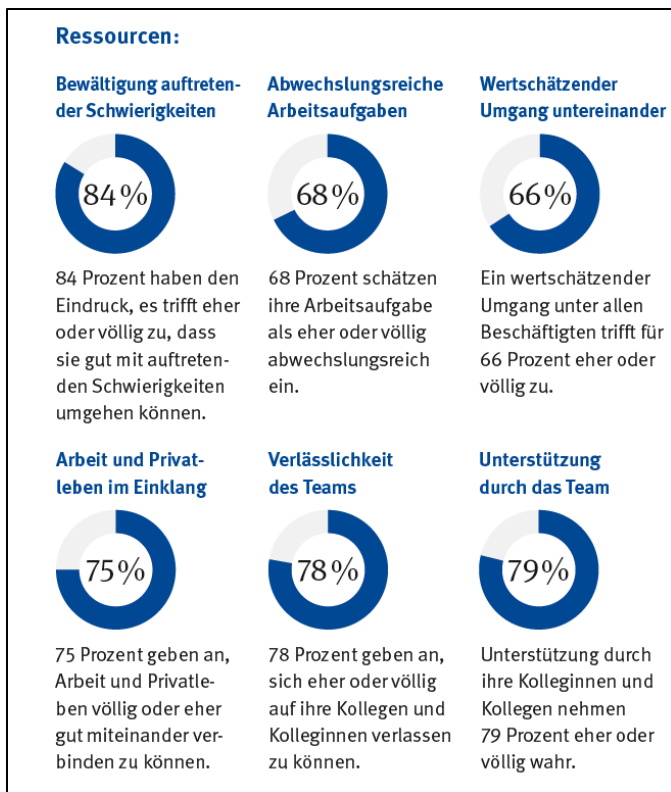 Ressourcen:
Bewältigung auftreten-
der Schwierigkeiten
84%
84 Prozent haben den
Eindruck, es trifft eher
oder völlig zu, dass
sie gut mit auftreten-
den Schwierigkeiten
umgehen können.
Abwechslungsreiche
Arbeitsaufgaben
68%
68 Prozent schätzen
ihre Arbeitsaufgabe
als eher oder völlig
abwechslungsreich
ein.
Wertschätzender
Umgang untereinander
66%
Ein wertschätzender
Umgang unter allen
Beschäftigten trifft für
66 Prozent eher oder
völlig zu.
Arbeit und Privat-
leben im Einklang
75%
75 Prozent geben an,
Arbeit und Privatle-
ben völlig oder eher
gut miteinander ver-
binden zu können.
Verlässlichkeit
des Teams
78%
78 Prozent geben an,
sich eher oder völlig
auf ihre Kollegen und
Kolleginnen verlassen
zu können.
Unterstützung
durch das Team
79%
Unterstützung durch
ihre Kolleginnen und
Kollegen nehmen
79 Prozent eher oder
völlig wahr.